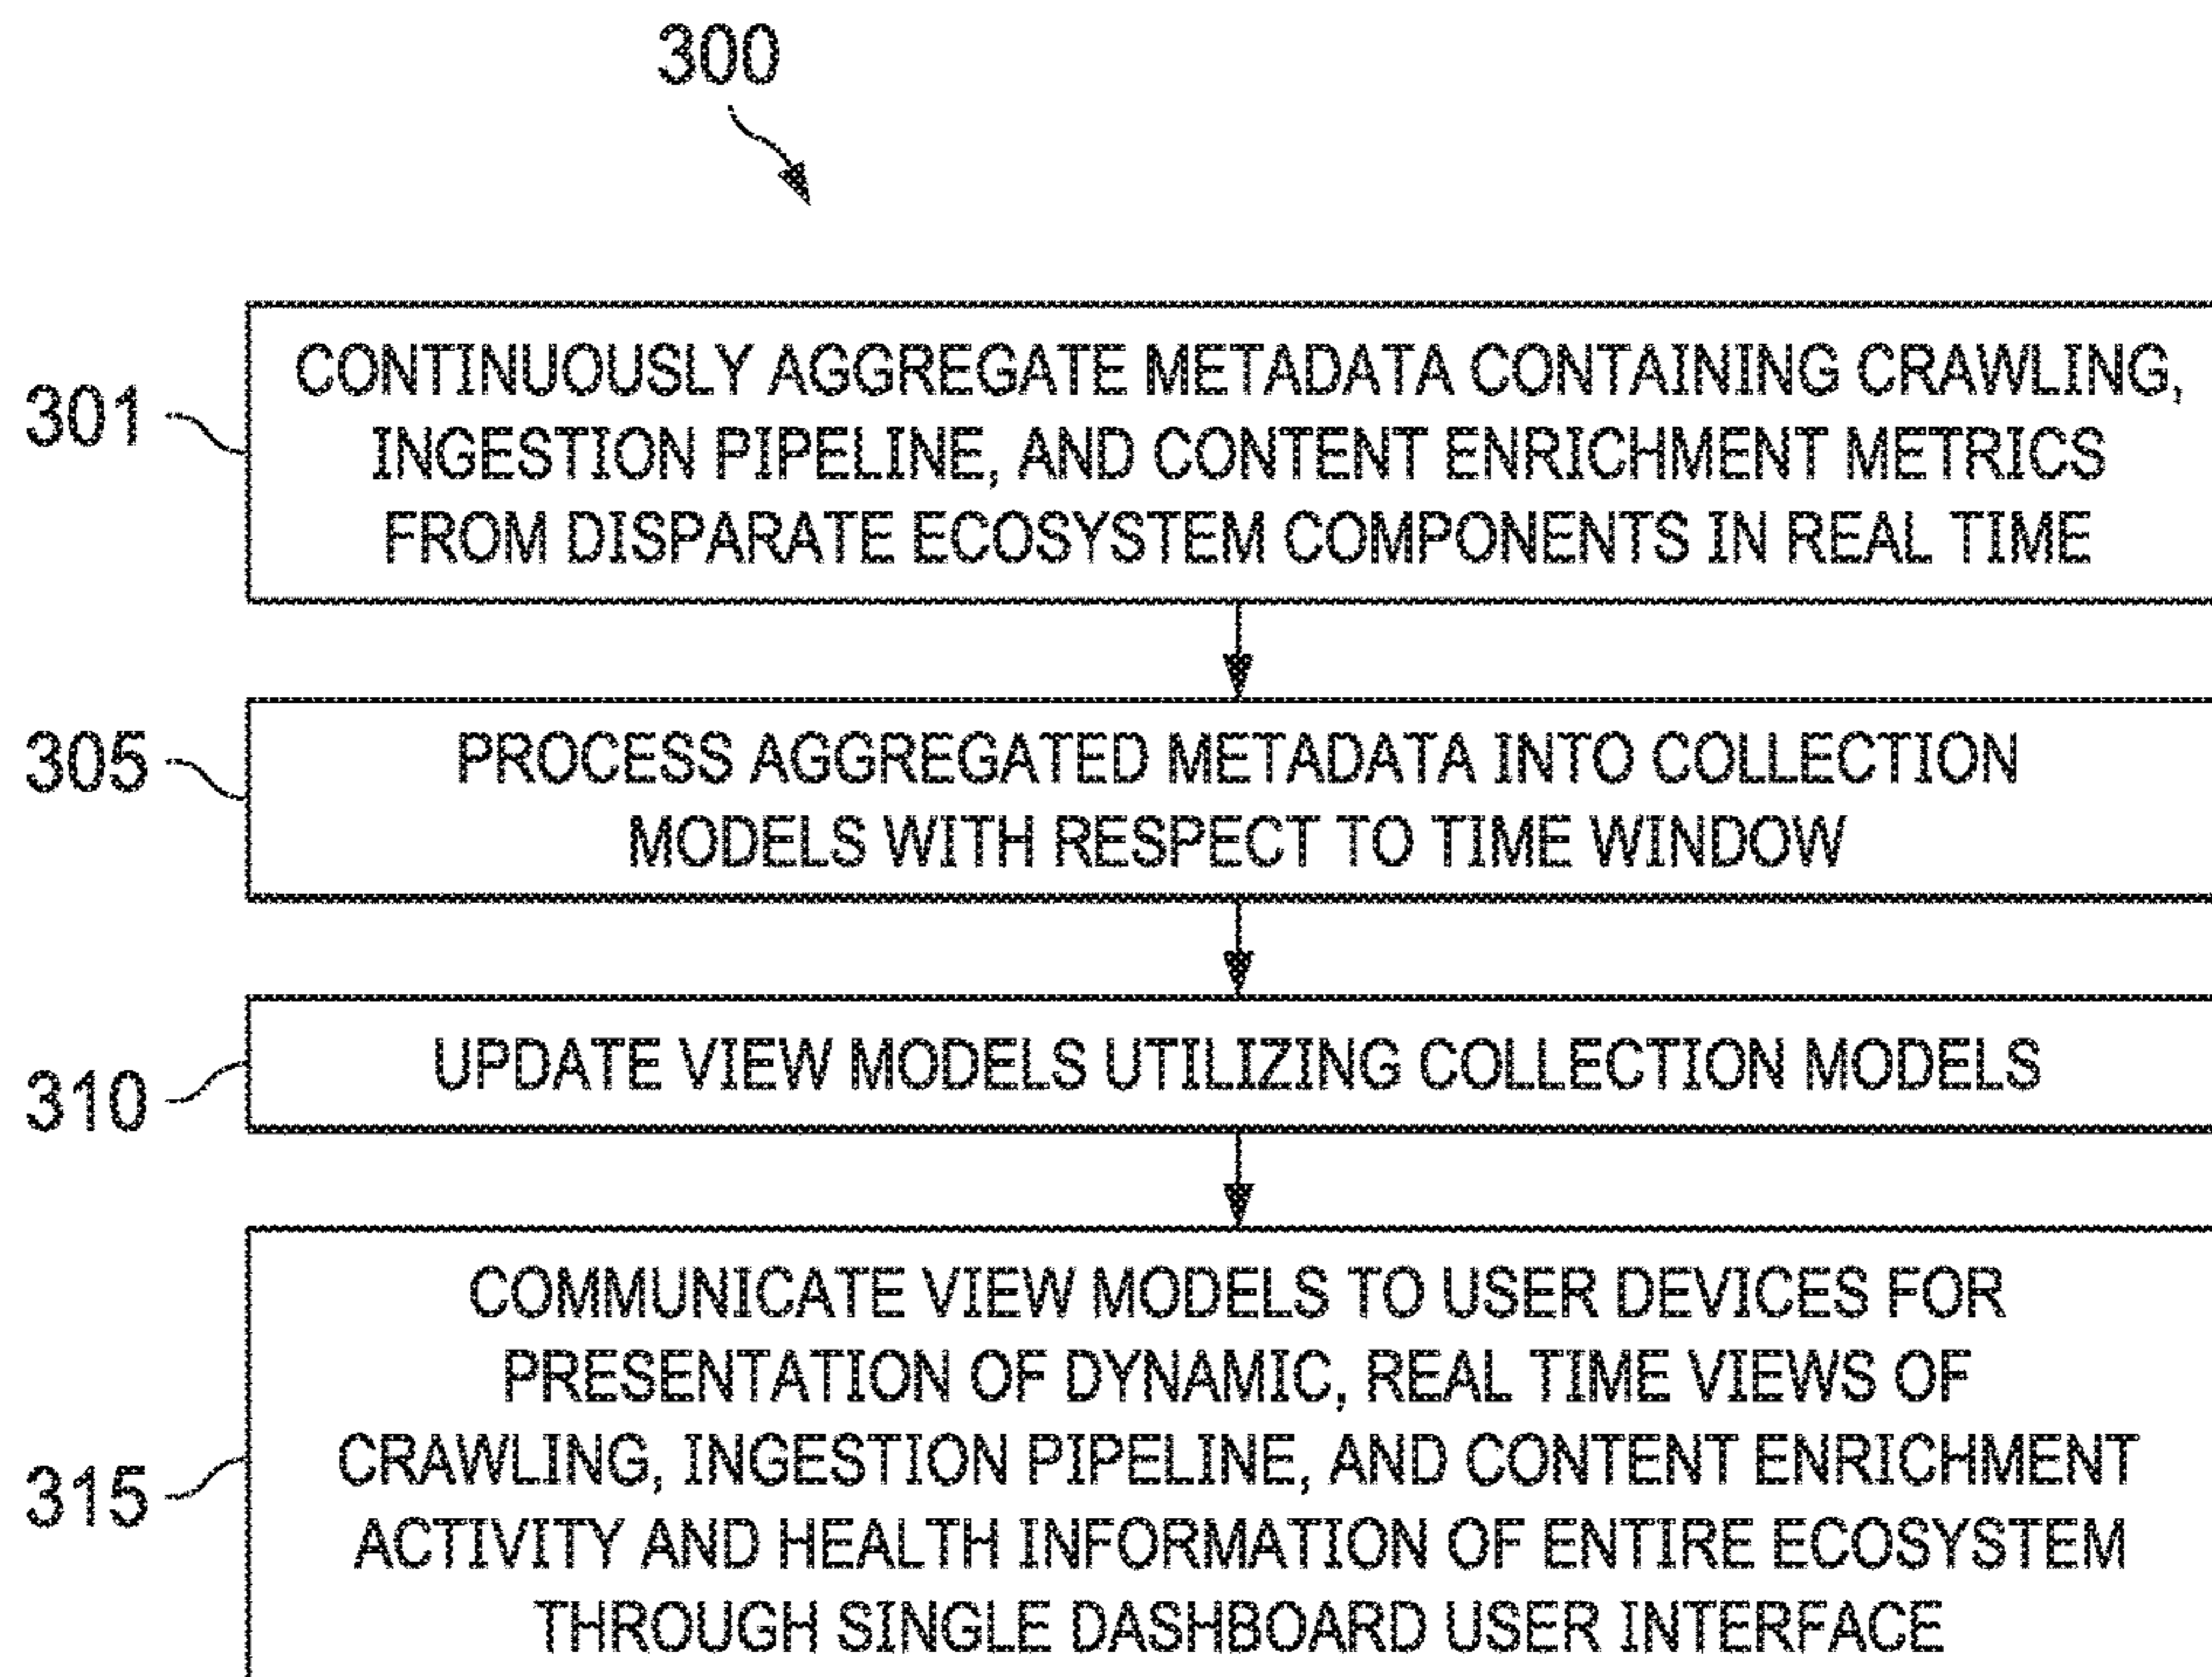 300
301
CONTINUOUSLY AGGREGATE METADATA CONTAINING CRAWLING,
INGESTION PIPELINE, AND CONTENT ENRICHMENT METRICS
FROM DISPARATE ECOSYSTEM COMPONENTS IN REAL TIME
305
PROCESS AGGREGATED METADATA INTO COLLECTION
MODELS WITH RESPECT TO TIME WINDOW
310
UPDATE VIEW MODELS UTILIZING COLLECTION MODELS
315
COMMUNICATE VIEW MODELS TO USER DEVICES FOR
PRESENTATION OF DYNAMIC, REAL TIME VIEWS OF
CRAWLING, INGESTION PIPELINE, AND CONTENT ENRICHMENT
ACTIVITY AND HEALTH INFORMATION OF ENTIRE ECOSYSTEM
THROUGH SINGLE DASHBOARD USER INTERFACE